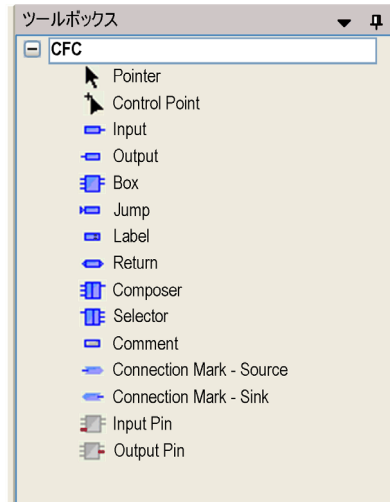 ツールボックス
CFC
Pointer
Control Point
Input
Output
Box
Jump
Label
Return
Composer
Selector
Comment
Connection Mark - Source
Connection Mark - Sink
Input Pin
Output Pin